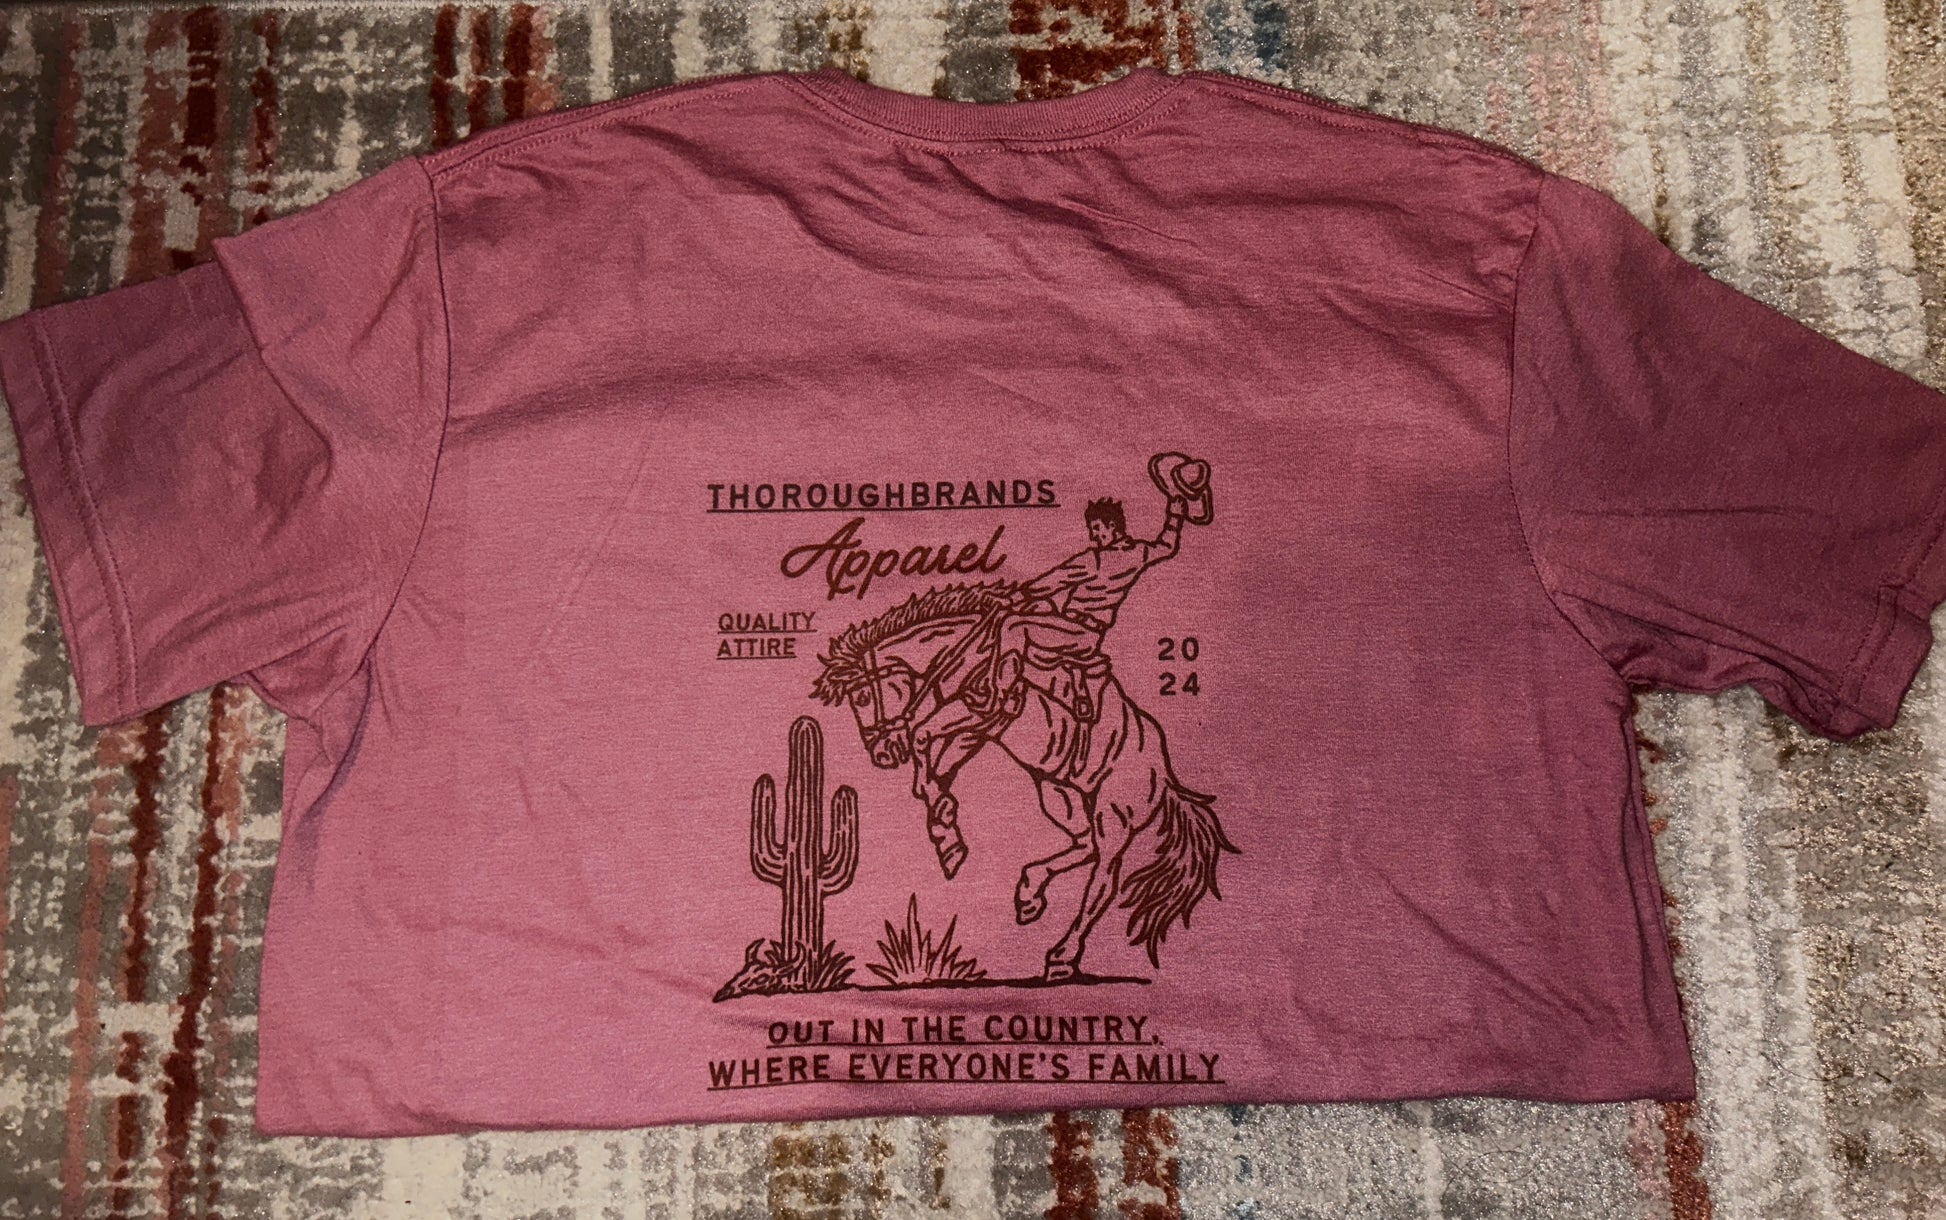 THOROUGHBRANDS
Apparel
QUALITY
ATTIRE
20
24
OUT IN THE COUNTRY,
WHERE EVERYONE'S FAMILY